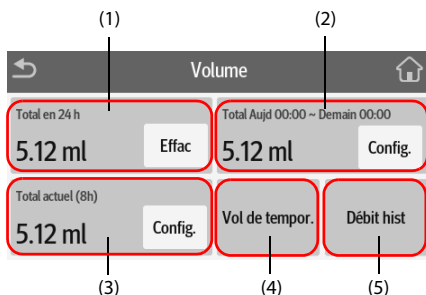 (1) (2)
Volume
Total en 24 h Total Aujd 00:00 ~ Demain 00:00
5.12 ml Effac 5.12 ml Config.
Total actuel (8h)
5.12 ml Config. Vol de tempor. Débit hist
(3) (4) (5)